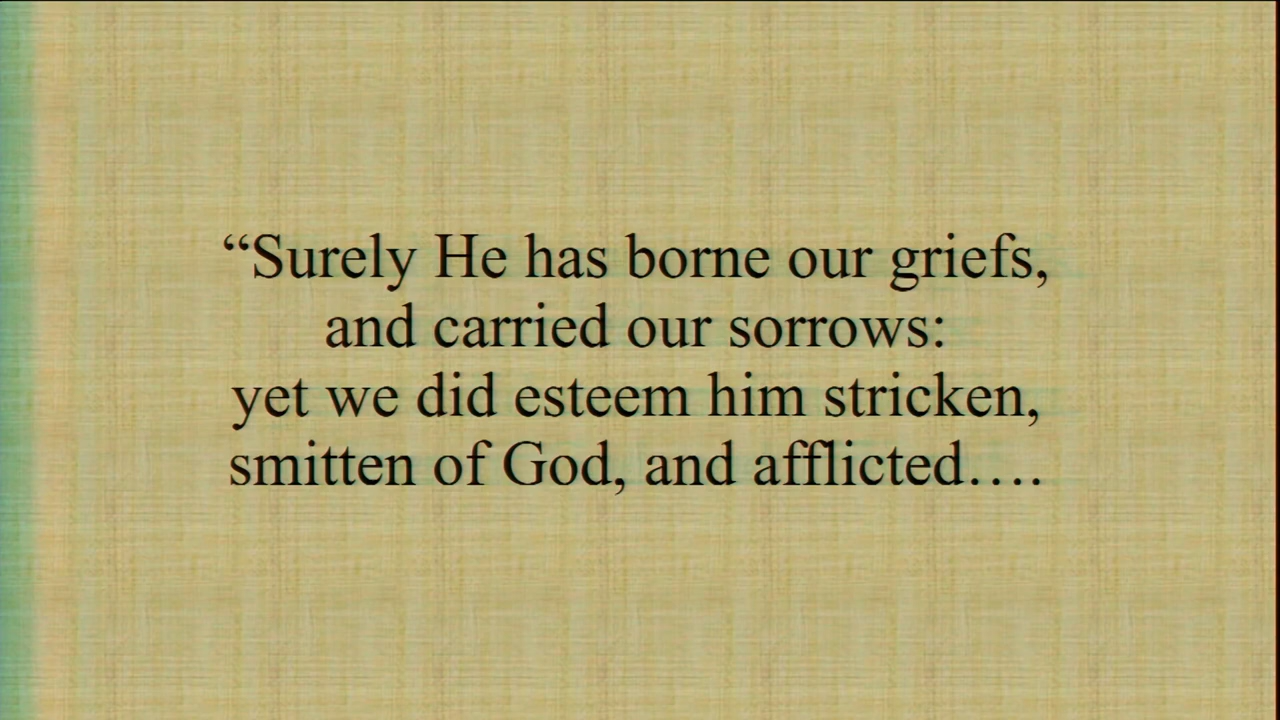 “Surely He has borne our griefs,
and carried our sorrows:
yet we did esteem him stricken,
smitten of God, and afflicted….